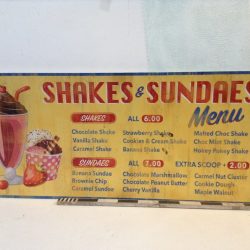 SHAKES & SUNDAES
Menu
SHAKES ALL 6.00
Chocolate Shake Strawberry Shake Malted Choc Shake
Vanilla Shake Cookies & Cream Shake Choc Mint Shake
Caramel Shake Banana Shake Honey Honey Shake
SUNDAES ALL 7.00 EXTRA SCOOP + 2.00
Banana Sundae Chocolate Marshmallow Carmel Nut Cluster
Brownie Chip Chocolate Peanut Butter Cookie Dough
Caramel Sundae Cherry Vanilla Maple Walnut